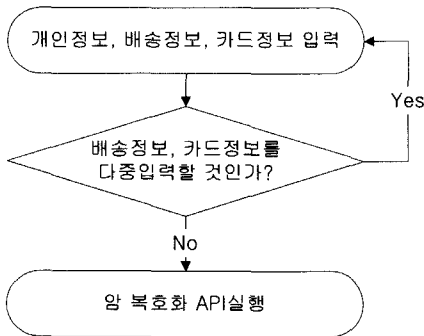 개인정보, 배송정보, 카드정보 입력
Yes
배송정보, 카드정보를
다중입력할 것인가?
No
암 복호화 API실행